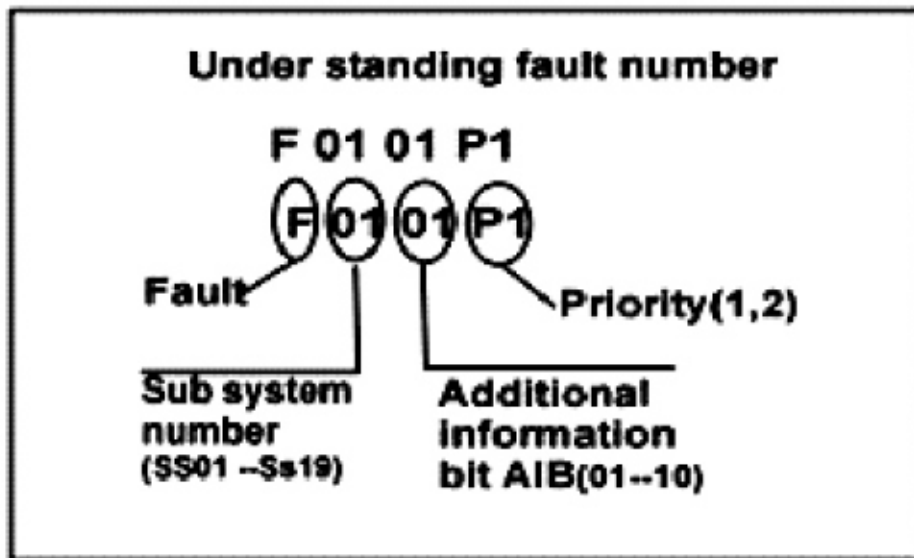 Under standing fault number
F 01 01 P1
F 01 01 P1
Fault
Priority(1,2)
Sub system
number
(SS01 --Ss19)
Additional
information
bit AIB(01--10)